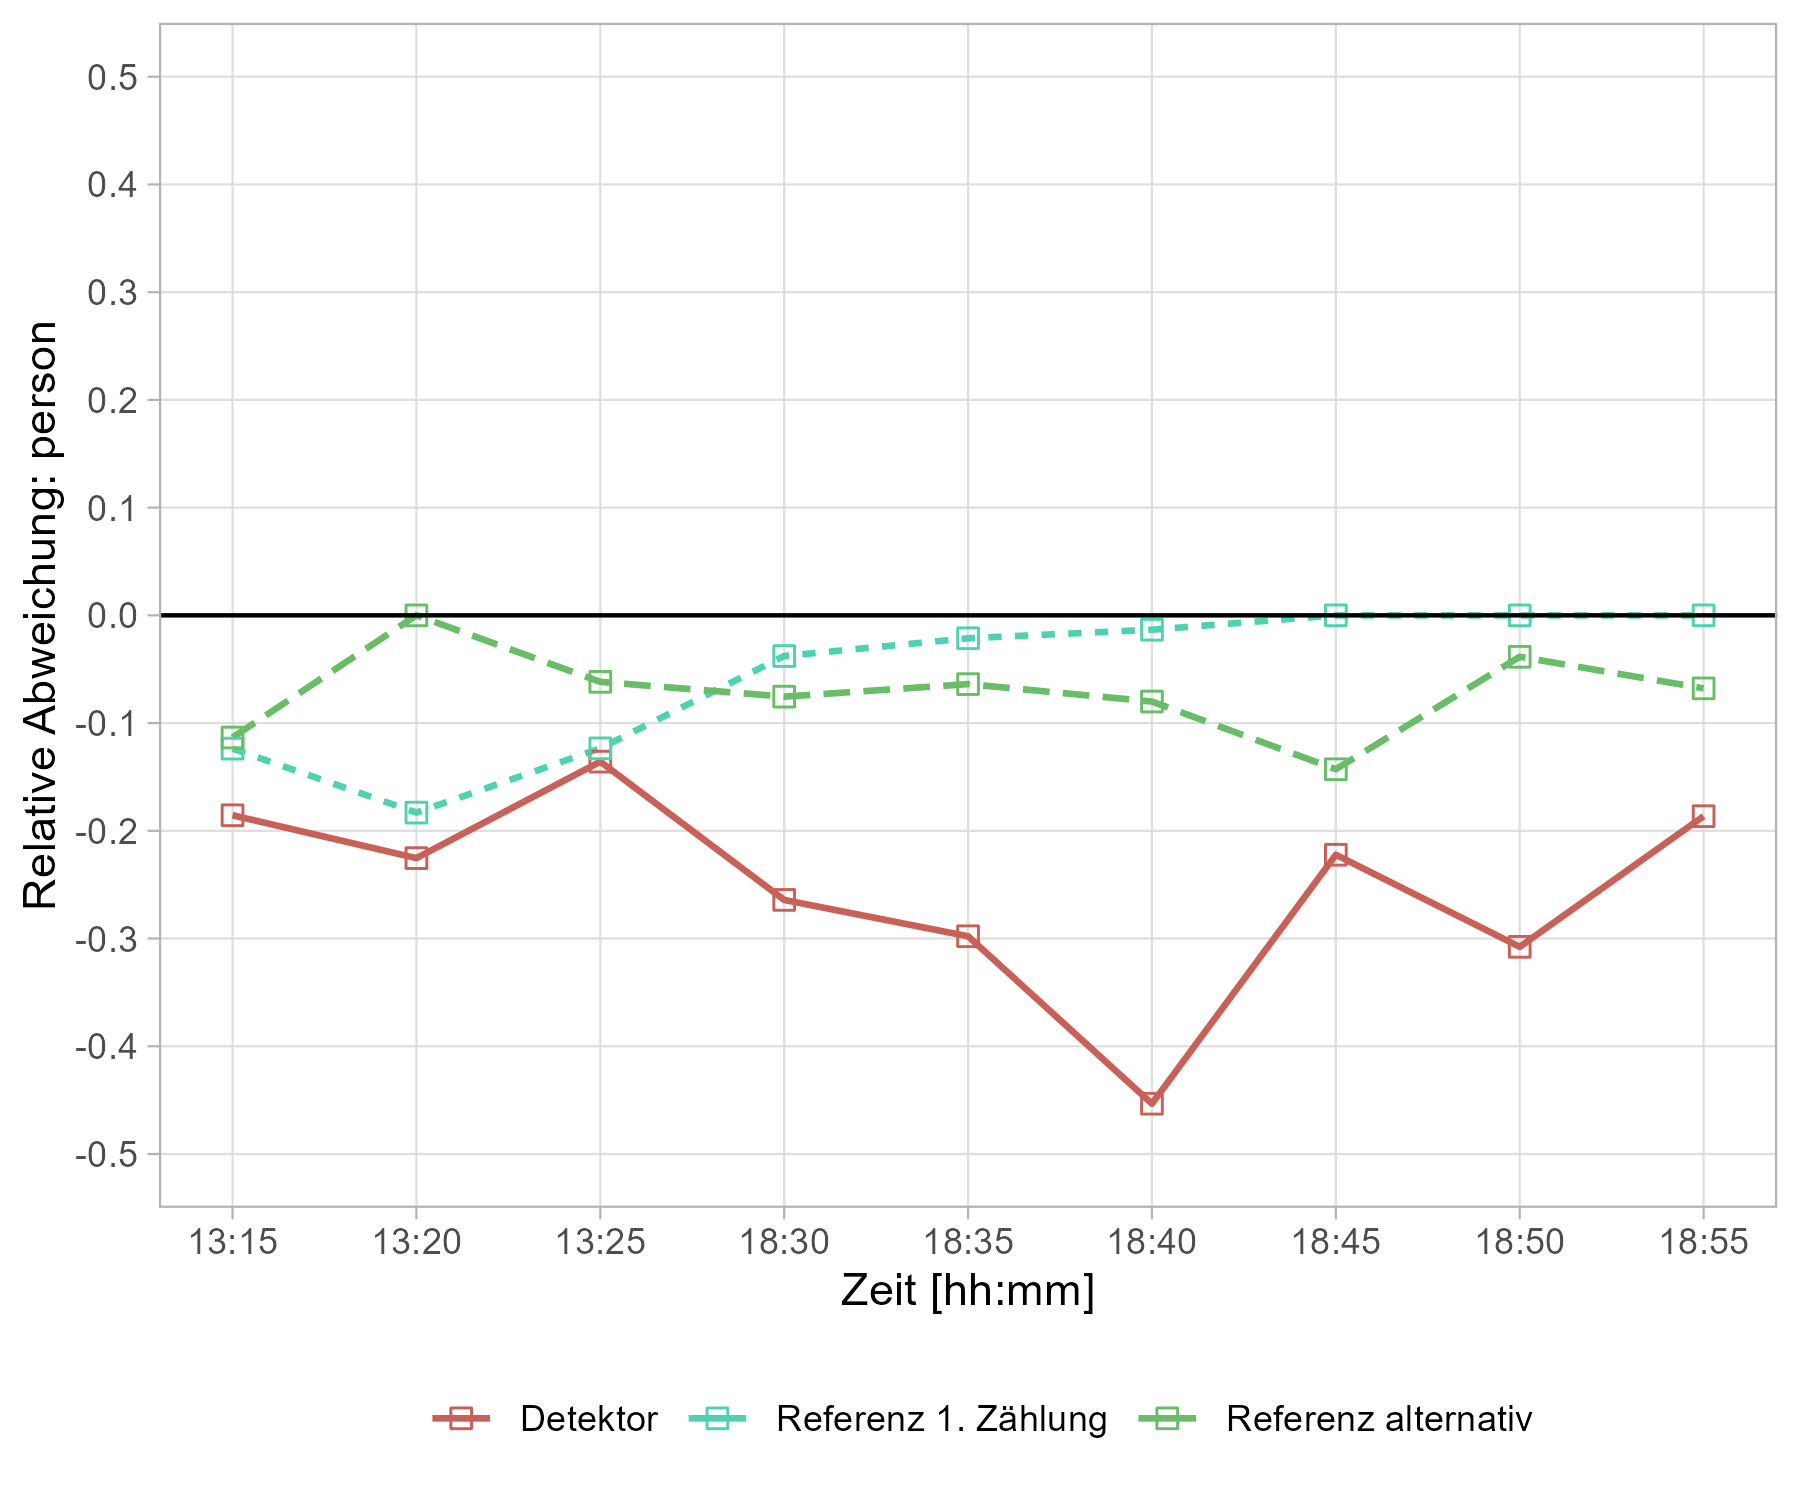 Relative Abweichung: person
0.5
0.4
0.3
0.2
0.1
0.0
-0.1
-0.2
-0.3
-0.4
-0.5
13:15 13:20 13:25 18:30 18:35 18:40 18:45 18:50 18:55
Zeit [hh:mm]
Detektor Referenz 1. Zählung Referenz alternativ